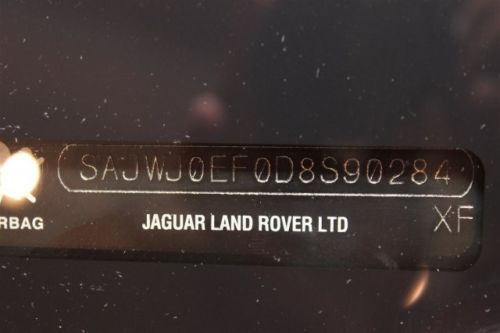 SAJWJ0EF0D8S90284
RBAG
JAGUAR LAND ROVER LTD
XF